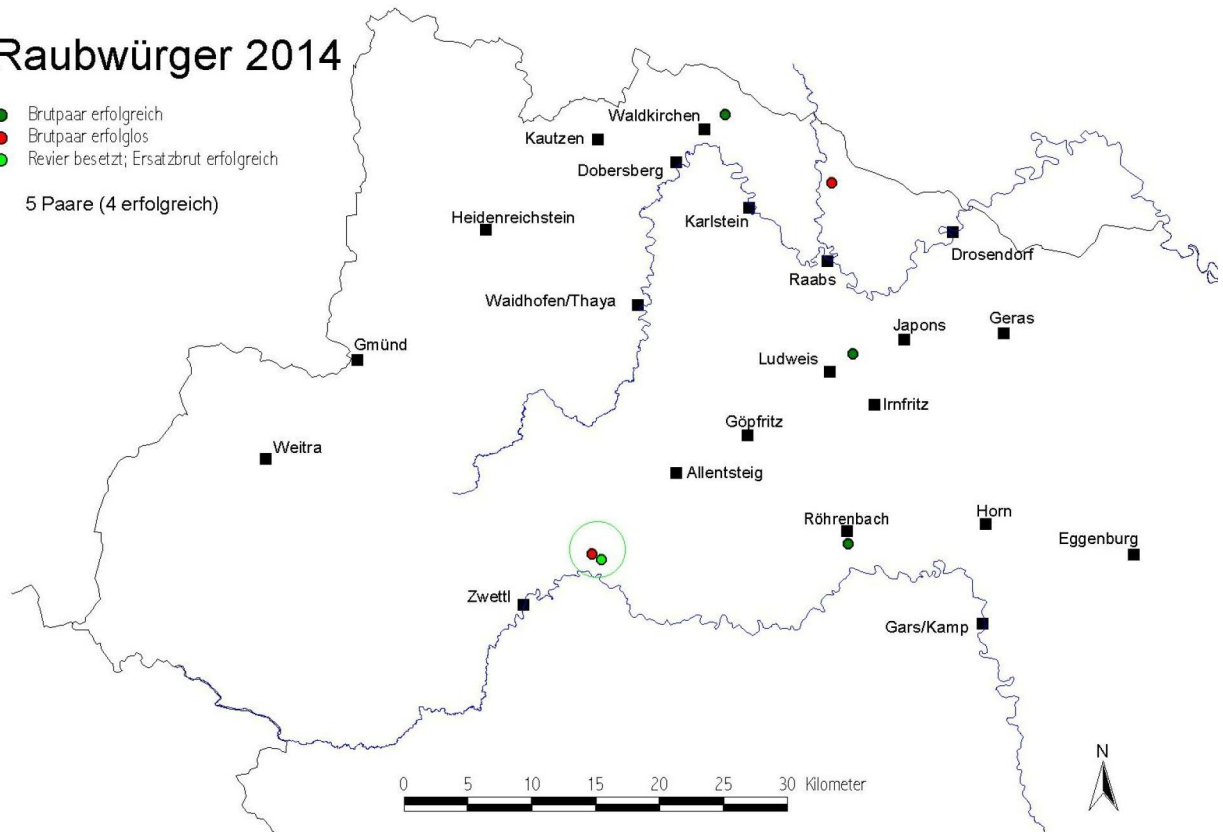 Raubwürger 2014
Brutpaar erfolgreich
Brutpaar erfolglos
Revier besetzt; Ersatzbrut erfolgreich
5 Paare (4 erfolgreich)
Waldkirchen
Kautzen
Dobersberg
Heidenreichstein
Karlstein
Drosendorf
Raabs
Waidhofen/Thaya
Japons
Geras
Gmünd
Ludweis
Irnfritz
Göpfritz
Weitra
Allentsteig
Röhrenbach
Horn
Eggenburg
Zwettl
Gars/Kamp
N
0 5 10 15 20 25 30 Kilometer